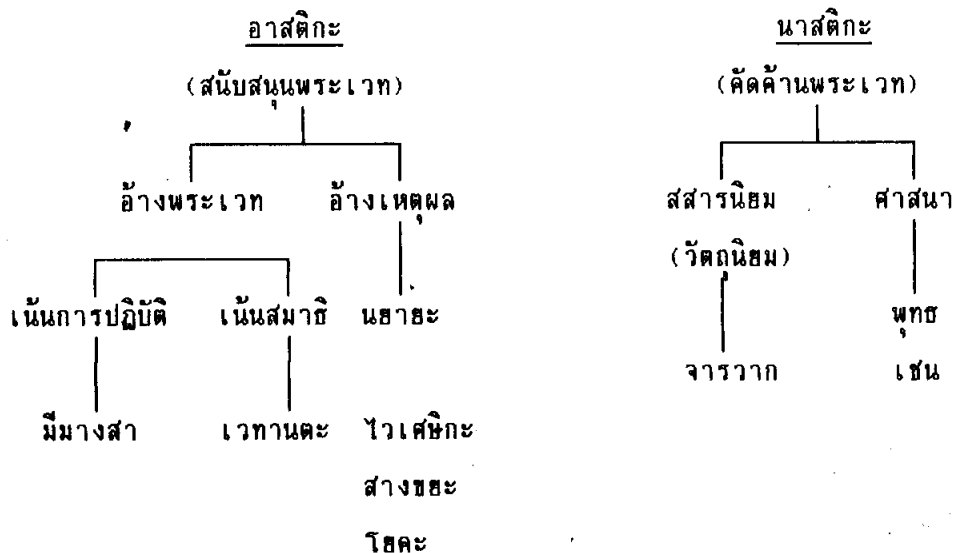 อาสติกะ
(สนับสนุนพระเวท)
อ้างพระเวท อ้างเหตุผล
เน้นการปฏิบัติ เน้นสมาธิ นยายะ
มีมางสา เวทานตะ ไวเศษิกะ
สางขยะ
โยคะ
นาสติกะ
(คัดค้านพระเวท)
สสารนิยม ศาสนา
(วัตถุนิยม)
พุทธ
จารวาก เชน